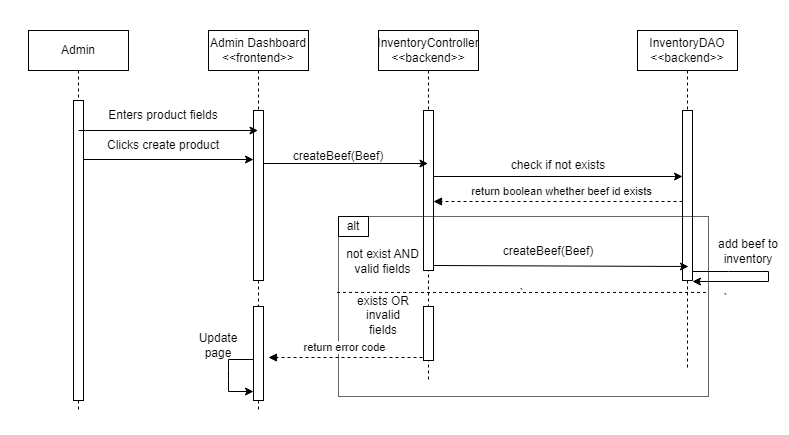 Admin
Admin Dashboard
<<frontend>>
InventoryController
<<backend>>
InventoryDAO
<<backend>>
Enters product fields
Clicks create product
createBeef(Beef)
check if not exists
return boolean whether beef id exists
alt
not exist AND
valid fields
createBeef(Beef)
add beef to
inventory
exists OR
invalid
fields
Update
page
return error code